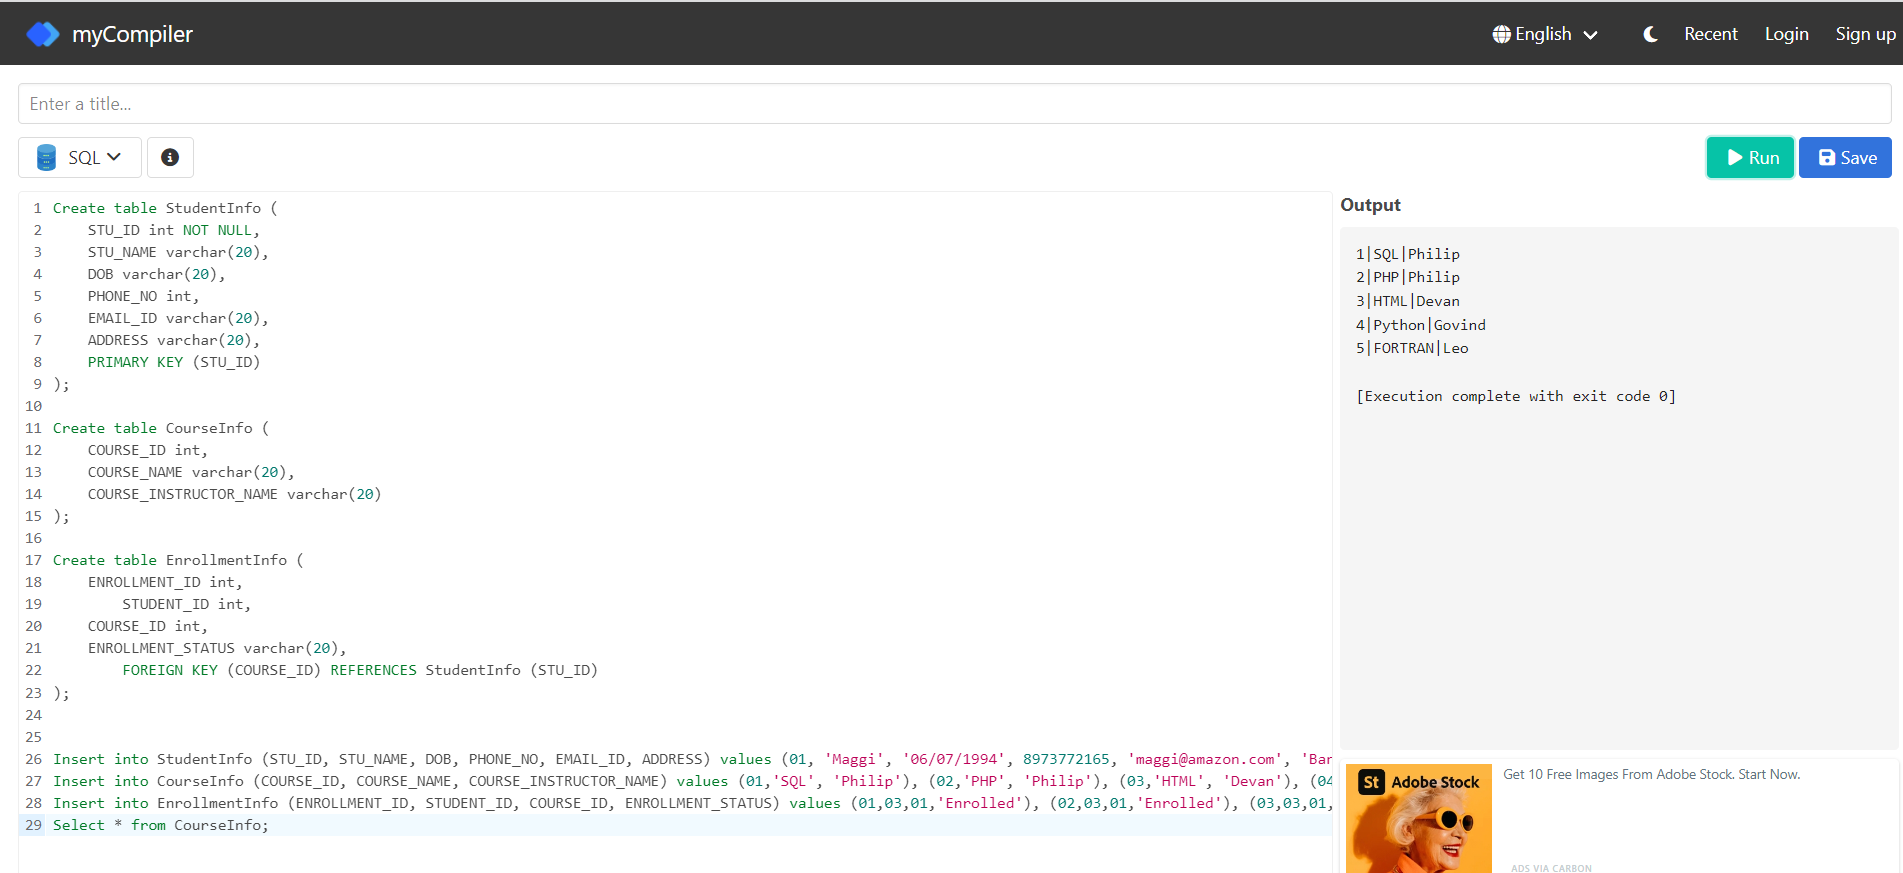 myCompiler
English
Recent
Login
Sign up
Enter a title...
SQL
Run
Save
1 Create table StudentInfo (
2 STU_ID int NOT NULL,
3 STU_NAME varchar(20),
4 DOB varchar(20),
5 PHONE_NO int,
6 EMAIL_ID varchar(20),
7 ADDRESS varchar(20),
8 PRIMARY KEY (STU_ID)
9 );
10
11 Create table CourseInfo (
12 COURSE_ID int,
13 COURSE_NAME varchar(20),
14 COURSE_INSTRUCTOR_NAME varchar(20)
15 );
16
17 Create table EnrollmentInfo (
18 ENROLLMENT_ID int,
19 STUDENT_ID int,
20 COURSE_ID int,
21 ENROLLMENT_STATUS varchar(20),
22 FOREIGN KEY (COURSE_ID) REFERENCES StudentInfo (STU_ID)
23 );
24
25
26 Insert into StudentInfo (STU_ID, STU_NAME, DOB, PHONE_NO, EMAIL_ID, ADDRESS) values (01, 'Maggi', '06/07/1994', 8973772165, 'maggi@amazon.com', 'Ban
27 Insert into CourseInfo (COURSE_ID, COURSE_NAME, COURSE_INSTRUCTOR_NAME) values (01,'SQL', 'Philip'), (02,'PHP', 'Philip'), (03,'HTML', 'Devan'), (04
28 Insert into EnrollmentInfo (ENROLLMENT_ID, STUDENT_ID, COURSE_ID, ENROLLMENT_STATUS) values (01,03,01,'Enrolled'), (02,03,01,'Enrolled'), (03,03,01,
29 Select * from CourseInfo;
Output
1|SQL|Philip
2|PHP|Philip
3|HTML|Devan
4|Python|Govind
5|FORTRAN|Leo
[Execution complete with exit code 0]
St Adobe Stock
Get 10 Free Images From Adobe Stock. Start Now.
ADS VIA CARBON